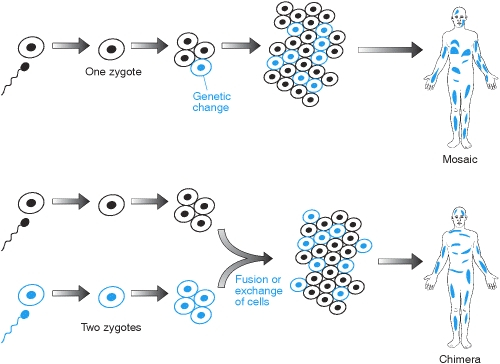 One zygote
Genetic
change
Mosaic
Fusion or
exchange
of cells
Two zygotes
Chimera